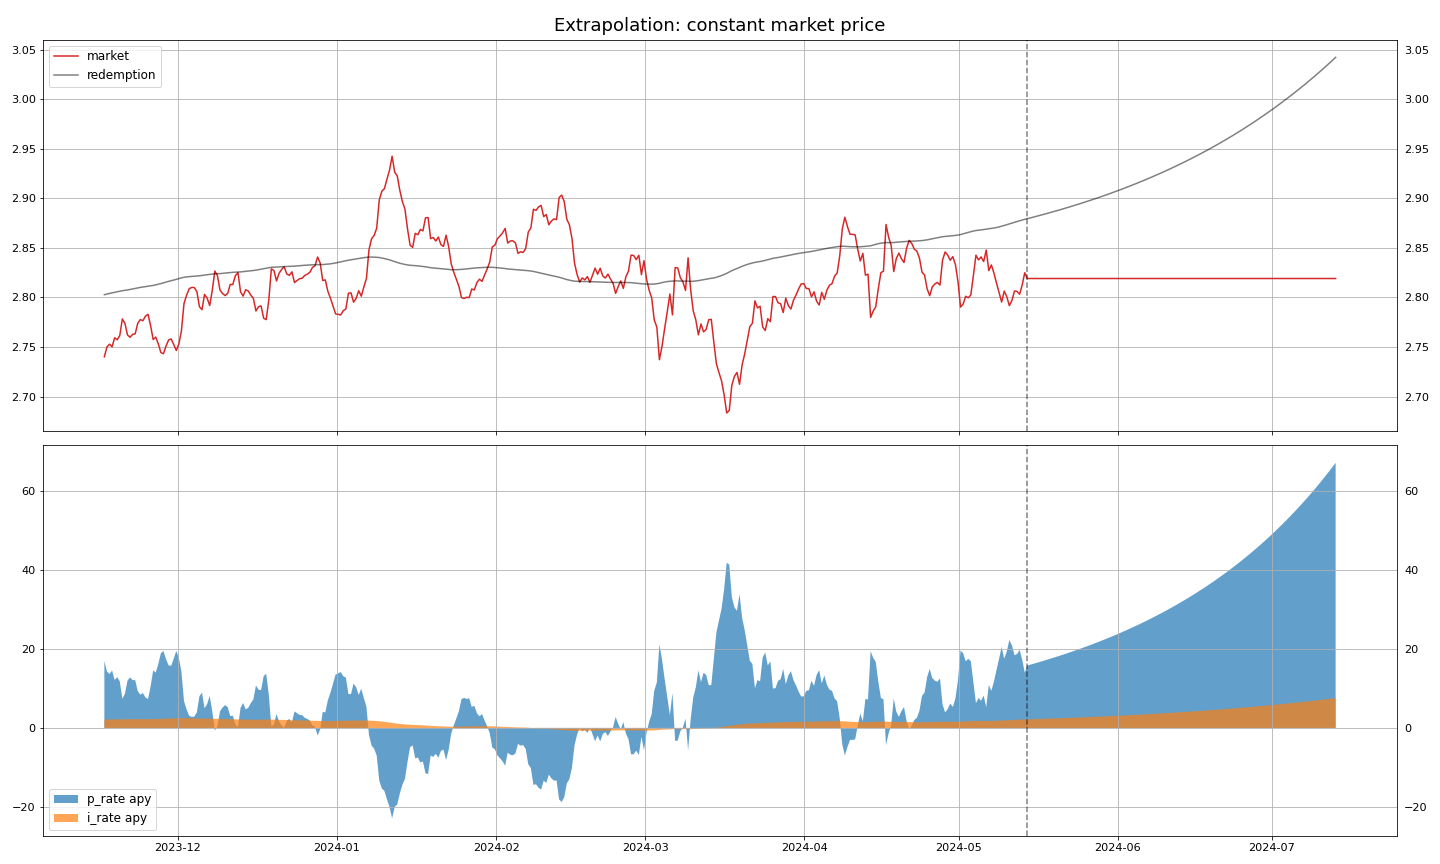 Extrapolation: constant market price
market
redemption
3.05 3.05
3.00 3.00
2.95 2.95
2.90 2.90
2.85 2.85
2.80 2.80
2.75 2.75
2.70 2.70
60 60
40 40
20 20
0 0
−20 −20
p_rate apy
i_rate apy
2023-12 2024-01 2024-02 2024-03 2024-04 2024-05 2024-06 2024-07